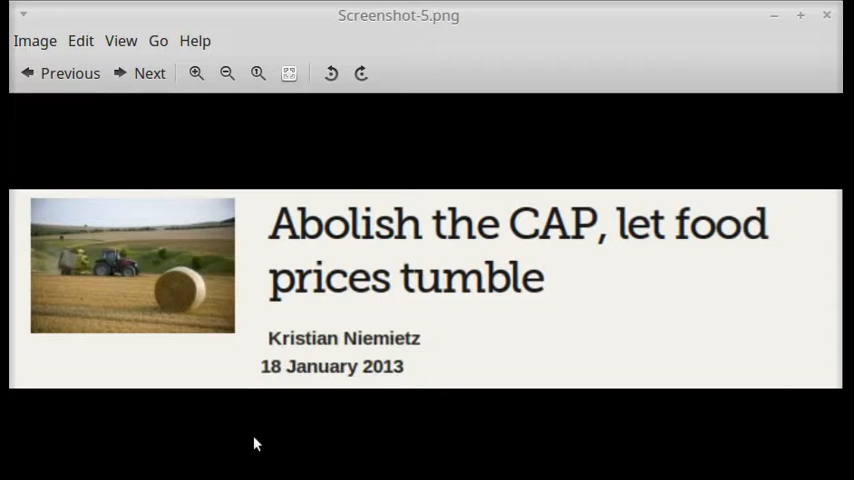 Screenshot-5.png
Image Edit View Go Help
Previous Next
Abolish the CAP, let food
prices tumble
Kristian Niemietz
18 January 2013